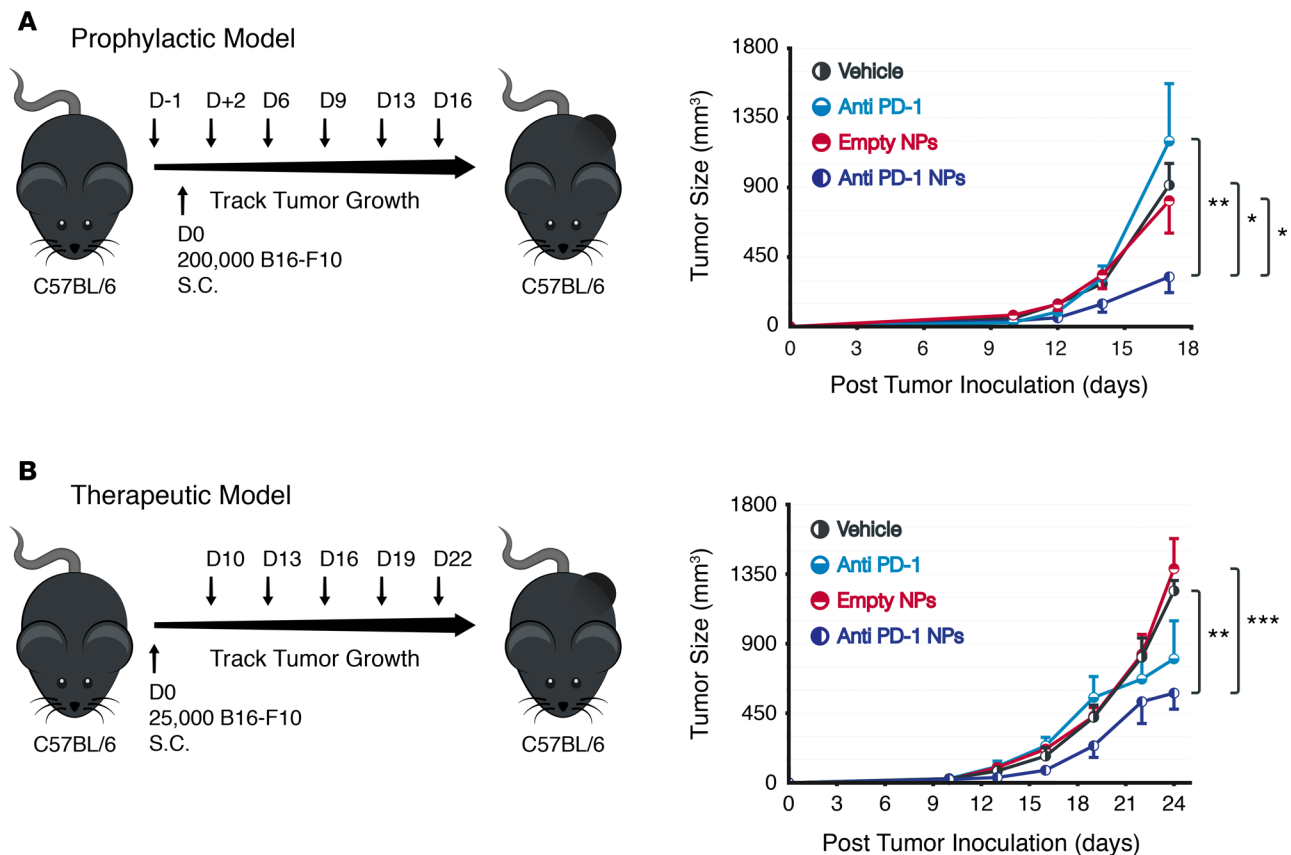 A
Prophylactic Model
D-1 D+2 D6 D9 D13 D16
Track Tumor Growth
D0
200,000 B16-F10
S.C.
C57BL/6
C57BL/6
Tumor Size (mm³)
1800
1350
900
450
0
Vehicle
Anti PD-1
Empty NPs
Anti PD-1 NPs
** * *
0 3 6 9 12 15 18
Post Tumor Inoculation (days)
B
Therapeutic Model
D10 D13 D16 D19 D22
Track Tumor Growth
D0
25,000 B16-F10
S.C.
C57BL/6
C57BL/6
Tumor Size (mm³)
1800
1350
900
450
0
Vehicle
Anti PD-1
Empty NPs
Anti PD-1 NPs
** ***
0 3 6 9 12 15 18 21 24
Post Tumor Inoculation (days)